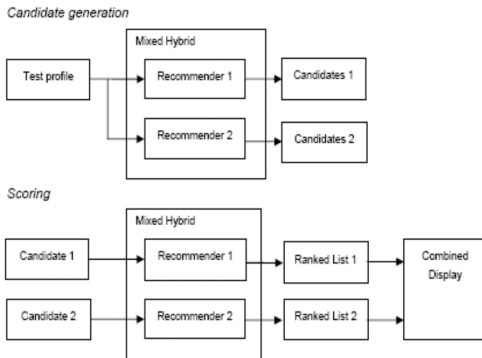 Candidate generation
Mixed Hybrid
Test profile
Recommender 1
Candidates 1
Recommender 2
Candidates 2
Scoring
Mixed Hybrid
Candidate 1
Recommender 1
Ranked List 1
Combined
Display
Candidate 2
Recommender 2
Ranked List 2